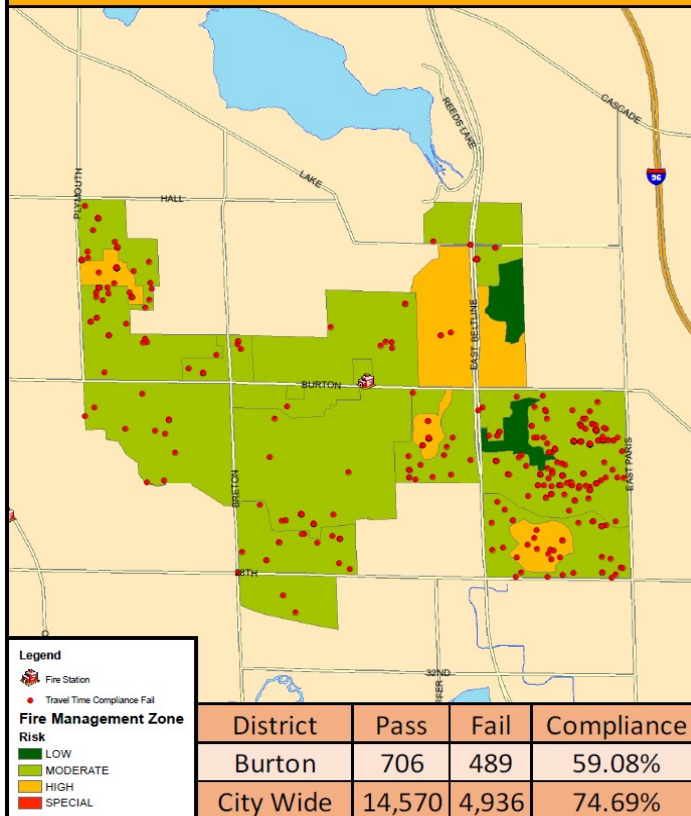 REEDS LAKE
CASCADE
PLYMOUTH
LAKE
HALL
96
EAST BELTLINE
BURTON
EAST PARIS
BRETON
28TH
32ND
Legend
Fire Station
Travel Time Compliance Fail
Fire Management Zone
Risk
LOW
MODERATE
HIGH
SPECIAL
District Pass Fail Compliance
Burton 706 489 59.08%
City Wide 14,570 4,936 74.69%